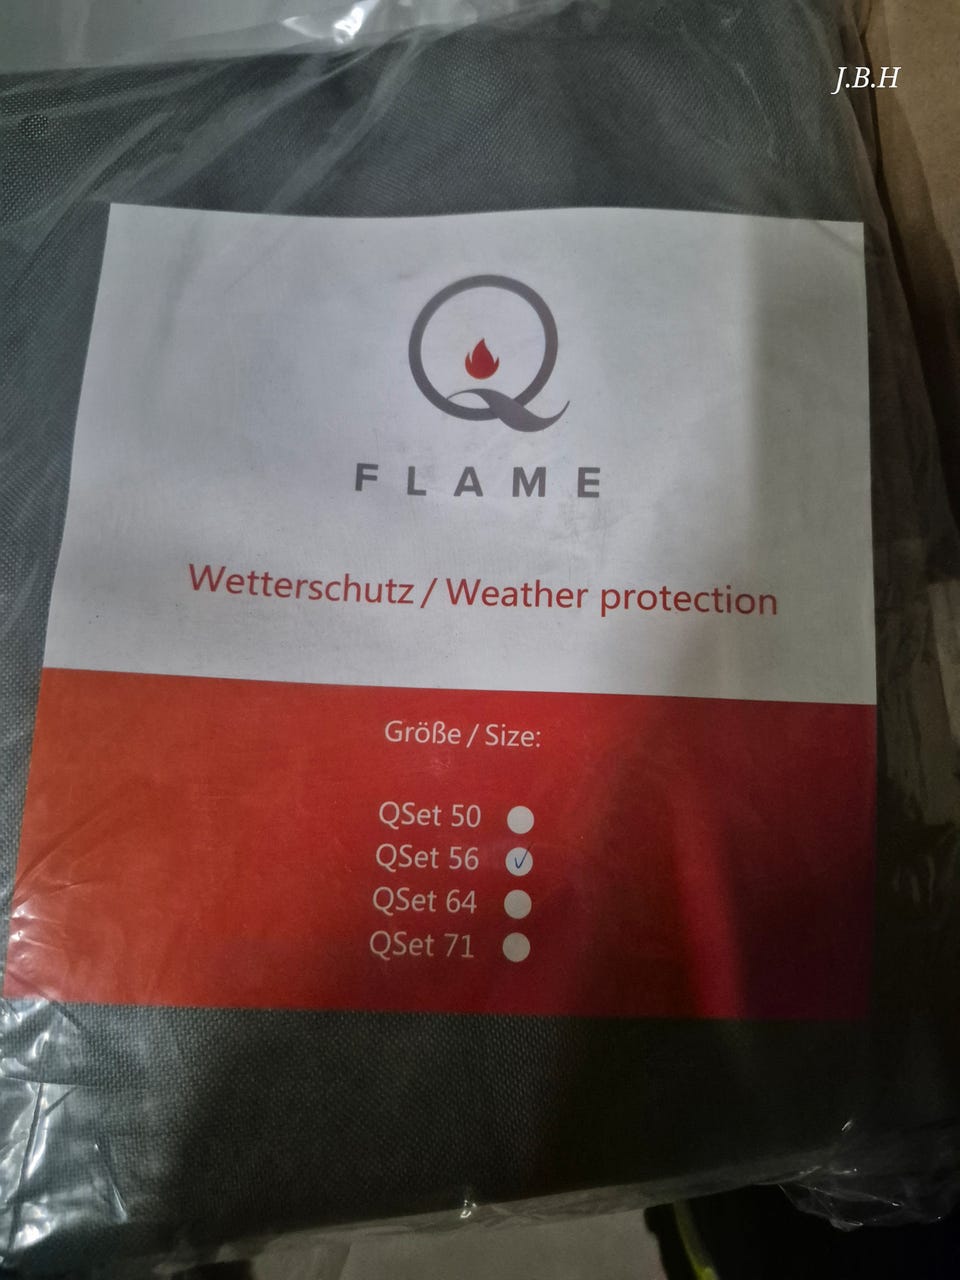 J.B.H
Q
FLAME
Wetterschutz / Weather protection
Größe / Size:
QSet 50
QSet 56 ✓
QSet 64
QSet 71